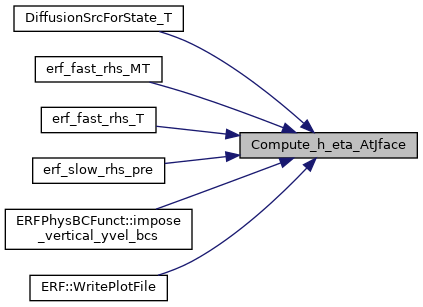 DiffusionSrcForState_T
erf_fast_rhs_MT
erf_fast_rhs_T
Compute_h_eta_AtJface
erf_slow_rhs_pre
ERFPhysBCFunct::impose
_vertical_yvel_bcs
ERF::WritePlotFile